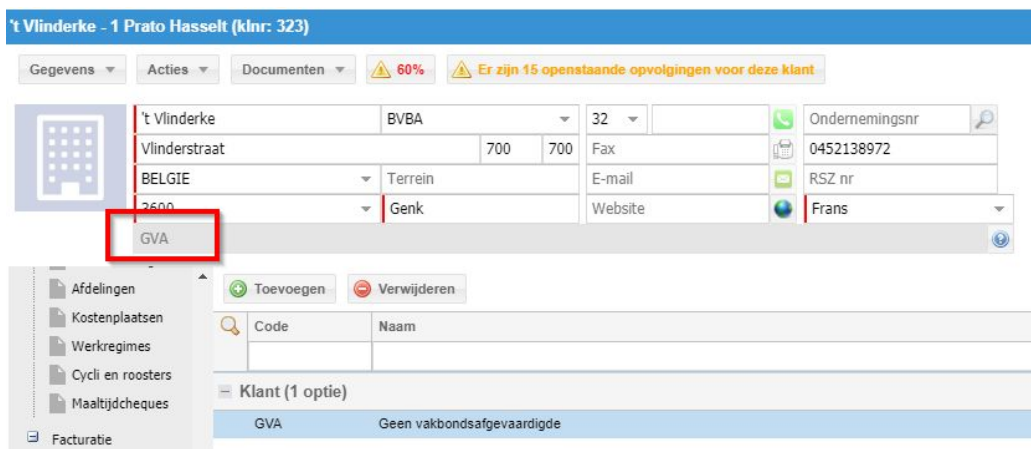 't Vlinderke - 1 Prato Hasselt (klnr: 323)
Gegevens Acties Documenten 60% Er zijn 15 openstaande opvolgingen voor deze klant
't Vlinderke BVBA 32 Ondernemingsnr
Vlinderstraat 700 700 Fax 0452138972
BELGIE Terrein E-mail RSZ nr
3600 Genk Website Frans
GVA
Afdelingen Toevoegen Verwijderen
Kostenplaatsen Code Naam
Werkregimes
Cycli en roosters
Maaltijdcheques Klant (1 optie)
GVA Geen vakbondsafgevaardigde
Facturatie